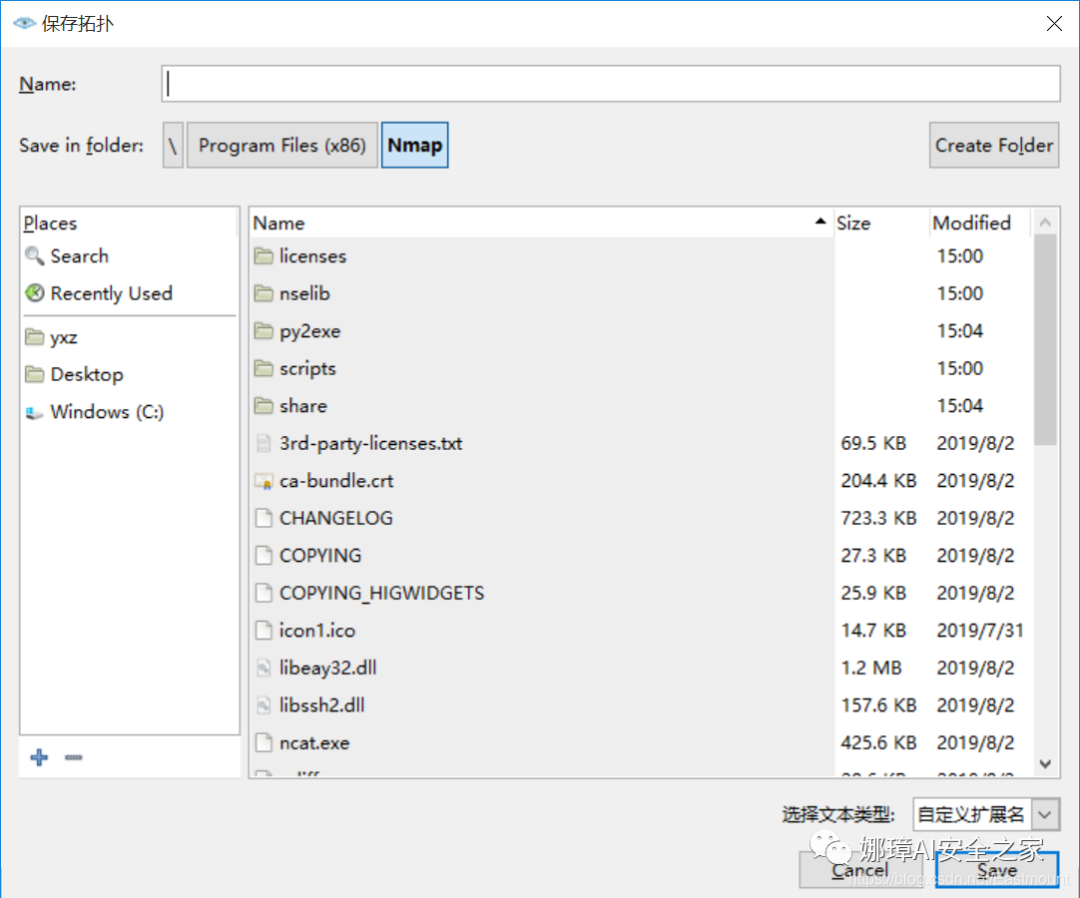 保存拓扑
Name:
Save in folder: \ Program Files (x86) Nmap Create Folder
Places
Search
Recently Used
yxz
Desktop
Windows (C:)
Name Size Modified
licenses 15:00
nselib 15:00
py2exe 15:04
scripts 15:00
share 15:04
3rd-party-licenses.txt 69.5 KB 2019/8/2
ca-bundle.crt 204.4 KB 2019/8/2
CHANGELOG 723.3 KB 2019/8/2
COPYING 27.3 KB 2019/8/2
COPYING_HIGWIDGETS 25.9 KB 2019/8/2
icon1.ico 14.7 KB 2019/7/31
libeay32.dll 1.2 MB 2019/8/2
libssh2.dll 157.6 KB 2019/8/2
ncat.exe 425.6 KB 2019/8/2
选择文本类型: 自定义扩展名
娜璋AI安全之家
Cancel Save
https://blog.csdn.net/Eastmount